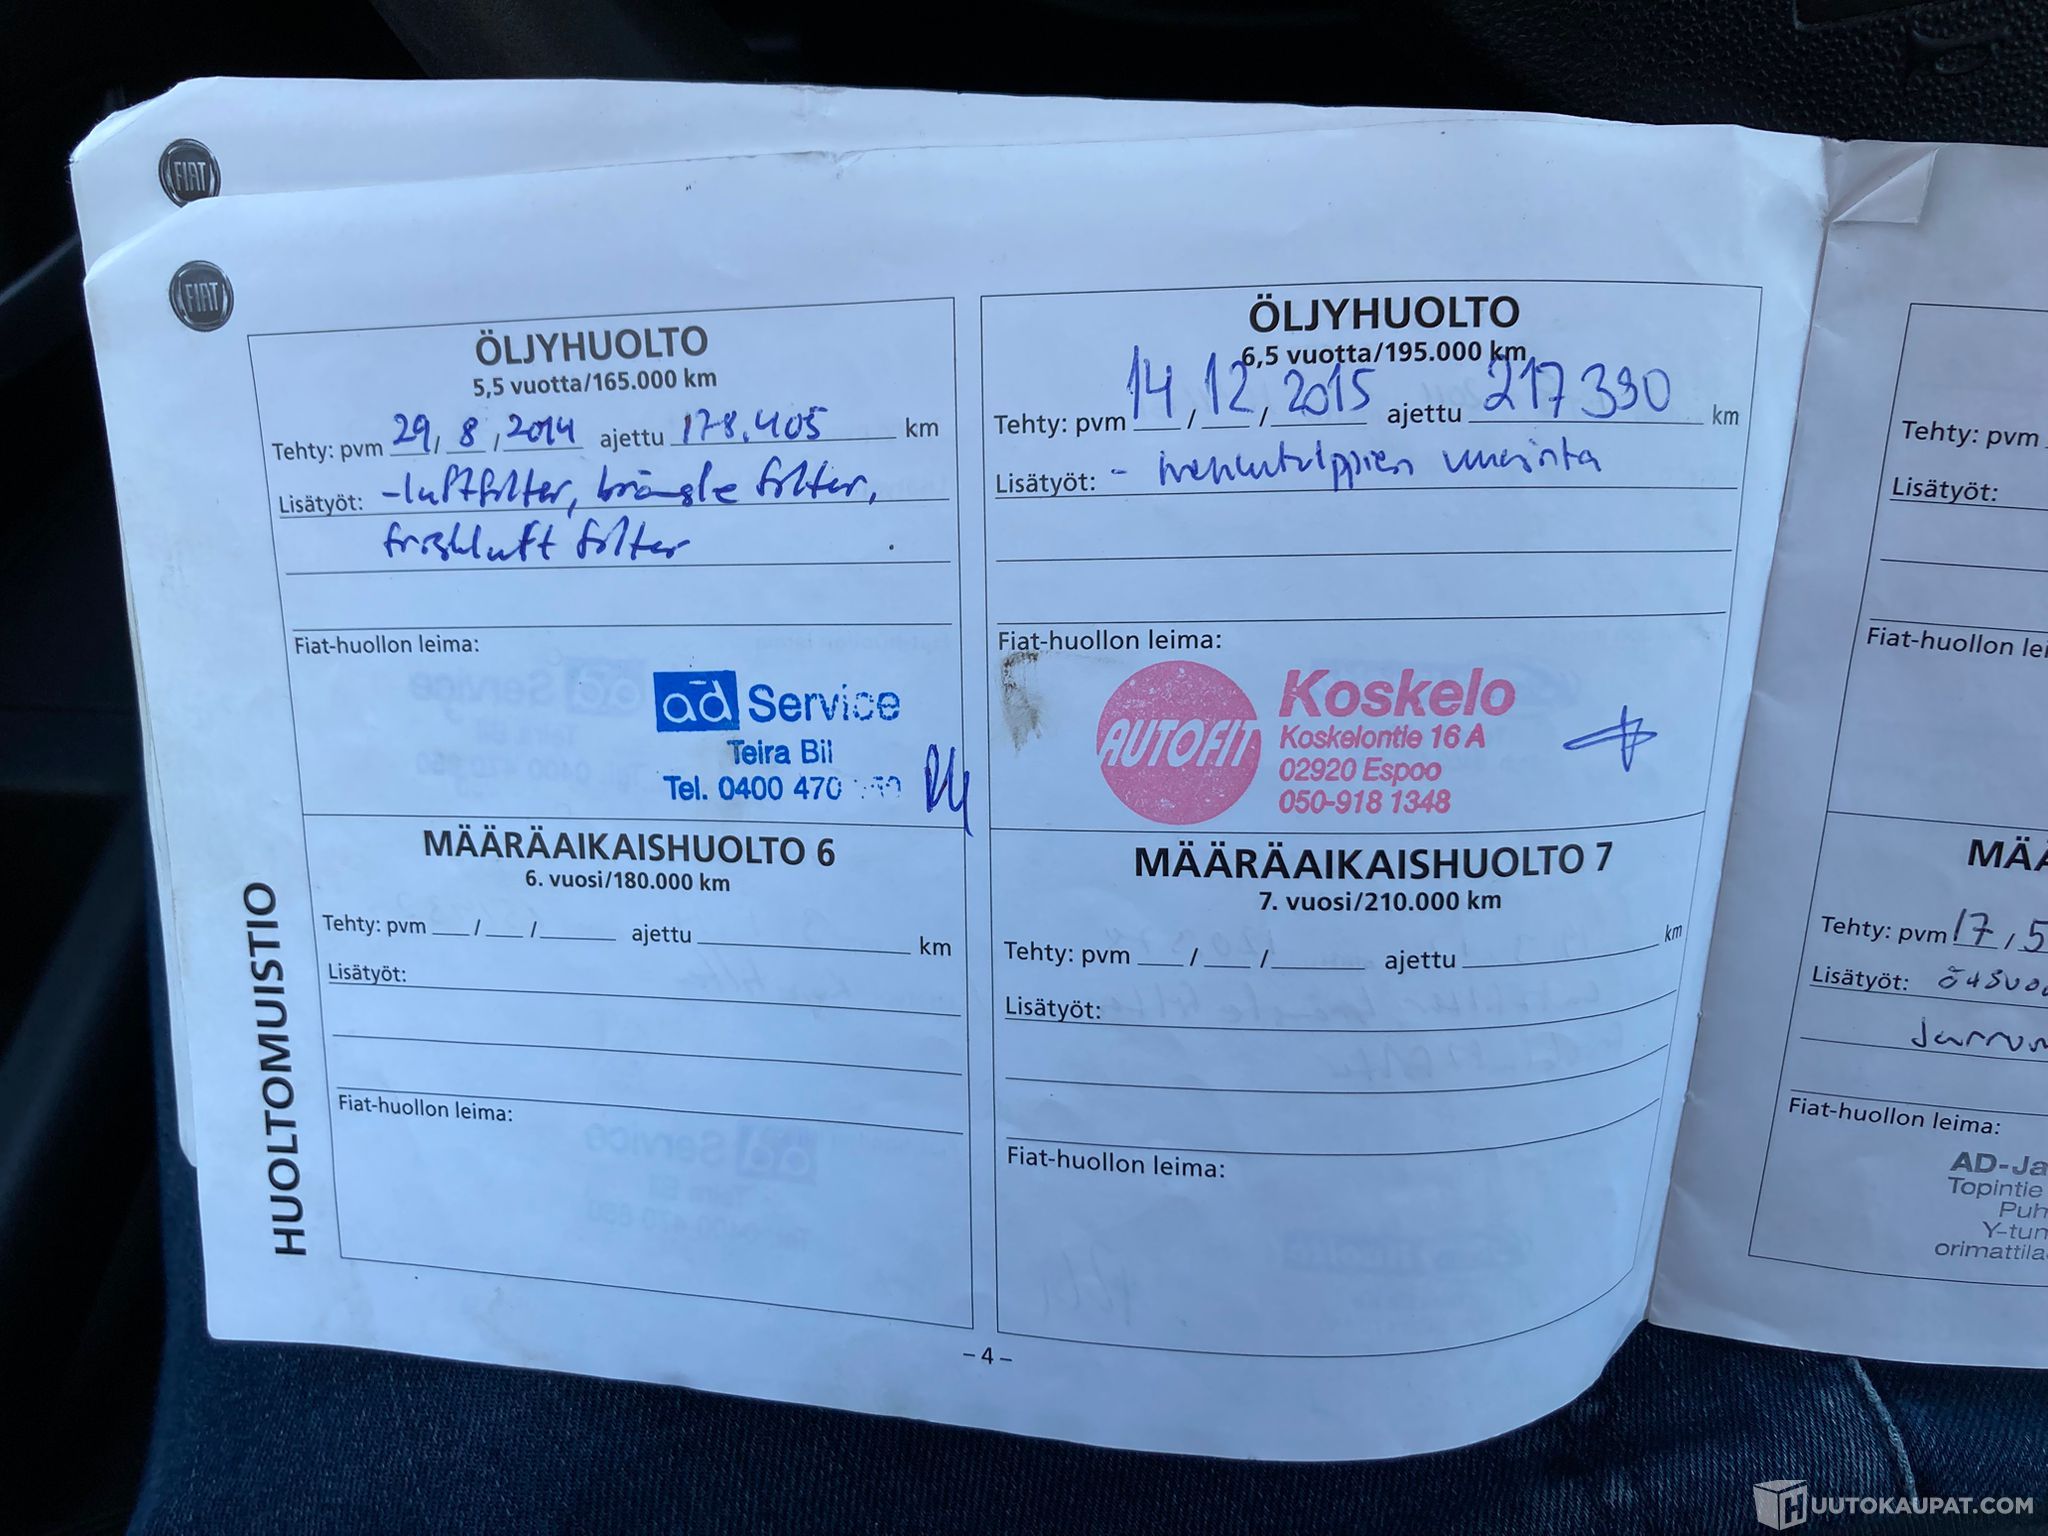 FIAT
FIAT
HUOLTOMUISTIO
ÖLJYHUOLTO
5,5 vuotta/165.000 km
Tehty: pvm 29/8/2014 ajettu 178.405 km
Lisätyöt: -luftfilter, brängle filter,
friskluft filter
Fiat-huollon leima:
ad Service
Teira Bil
Tel. 0400 470
MÄÄRÄAIKAISHUOLTO 6
6. vuosi/180.000 km
Tehty: pvm / / ajettu km
Lisätyöt:
Fiat-huollon leima:
ÖLJYHUOLTO
6,5 vuotta/195.000 km
Tehty: pvm 14/12/2015 ajettu 217 390 km
Lisätyöt: -
Fiat-huollon leima:
AUTOFIT
Koskelo
Koskelontie 16 A
02920 Espoo
050-918 1348
MÄÄRÄAIKAISHUOLTO 7
7. vuosi/210.000 km
Tehty: pvm / / ajettu km
Lisätyöt:
Fiat-huollon leima:
– 4 –
Tehty: pvm
Lisätyöt:
Fiat-huollon lei
MÄÄ
Tehty: pvm 17/5
Lisätyöt:
Fiat-huollon leima:
AD-Ja
Topintie
Puh
Y-tun
orimattila
HUUTOKAUPAT.COM